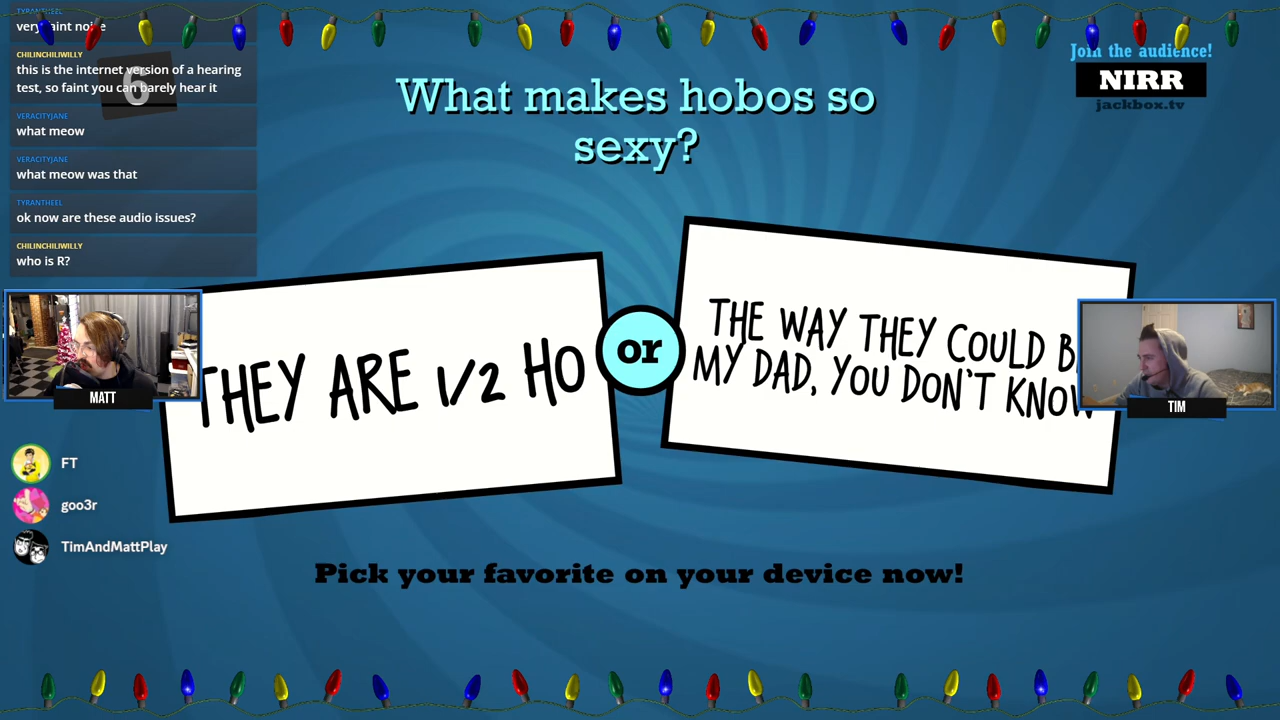 TYRANTHEEL
very faint noise
CHILINCHILIWILLY
this is the internet version of a hearing
test, so faint you can barely hear it
6
VERACITYJANE
what meow
VERACITYJANE
what meow was that
TYRANTHEEL
ok now are these audio issues?
CHILINCHILIWILLY
who is R?
What makes hobos so
sexy?
Join the audience!
NIRR
jackbox.tv
THEY ARE 1/2 HO
or
THE WAY THEY COULD B
MY DAD, YOU DON'T KNOW
MATT
TIM
FT
goo3r
TimAndMattPlay
Pick your favorite on your device now!